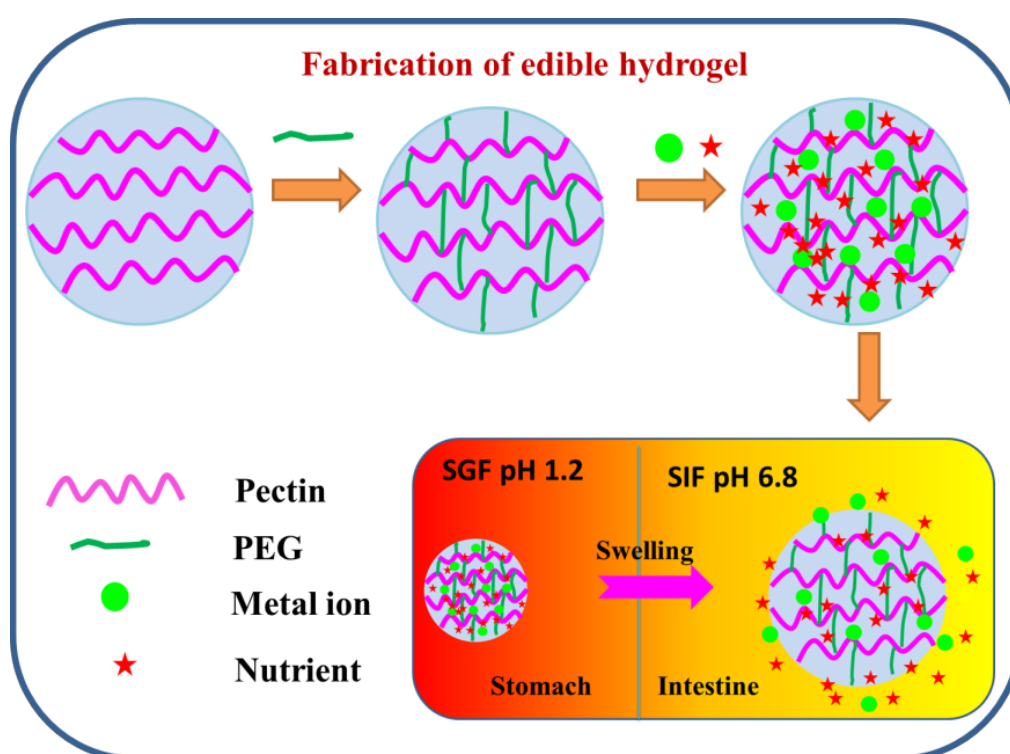 Fabrication of edible hydrogel
SGF pH 1.2
SIF pH 6.8
Swelling
Stomach
Intestine
Pectin
PEG
Metal ion
Nutrient